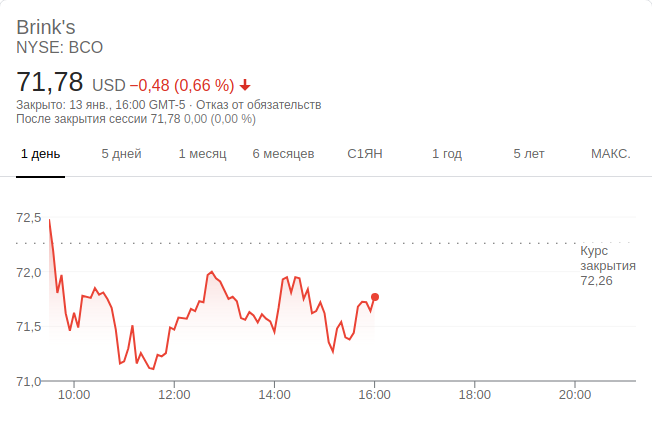 Brink's
NYSE: BCO
71,78 USD −0,48 (0,66 %)
Закрыто: 13 янв., 16:00 GMT-5 · Отказ от обязательств
После закрытия сессии 71,78 0,00 (0,00 %)
1 день 5 дней 1 месяц 6 месяцев С1ЯН 1 год 5 лет МАКС.
72,5
Курс
закрытия
72,26
72,0
71,5
71,0
10:00 12:00 14:00 16:00 18:00 20:00